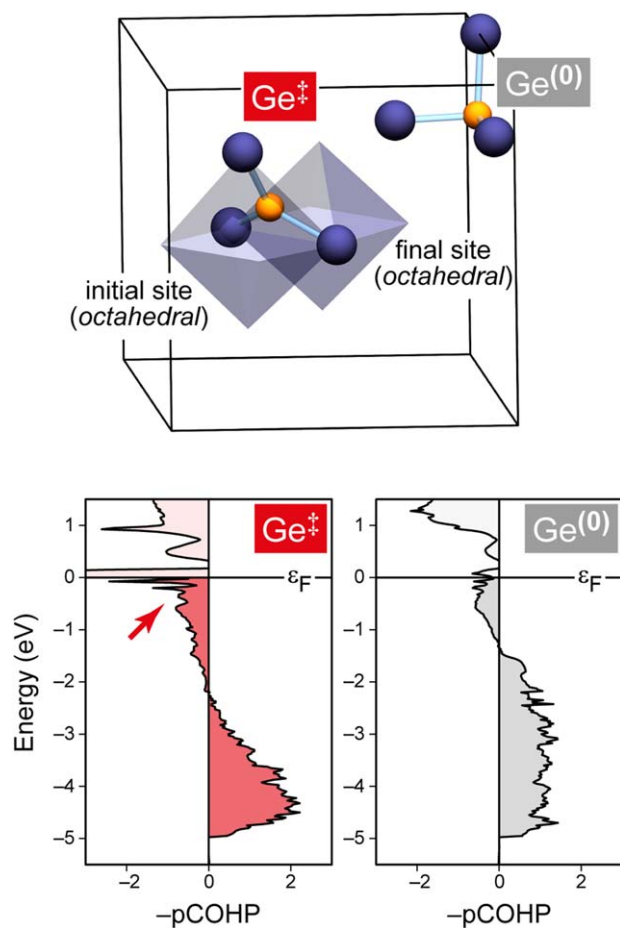 Ge‡
Ge(0)
initial site
(octahedral)
final site
(octahedral)
Ge‡
Ge(0)
εF
εF
Energy (eV)
1
0
–1
–2
–3
–4
–5
–2
0
2
–2
0
2
–pCOHP
–pCOHP